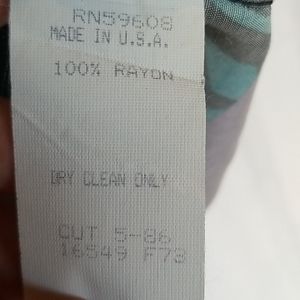 RN59608
MADE IN U.S.A.
100% RAYON
DRY CLEAN ONLY
CUT 5-86
16549 F73